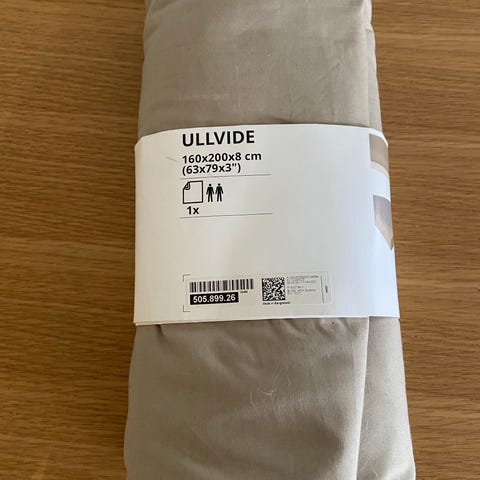 ULLVIDE
160x200x8 cm
(63x79x3")
1x
505.899.26
Made in Bangladesh